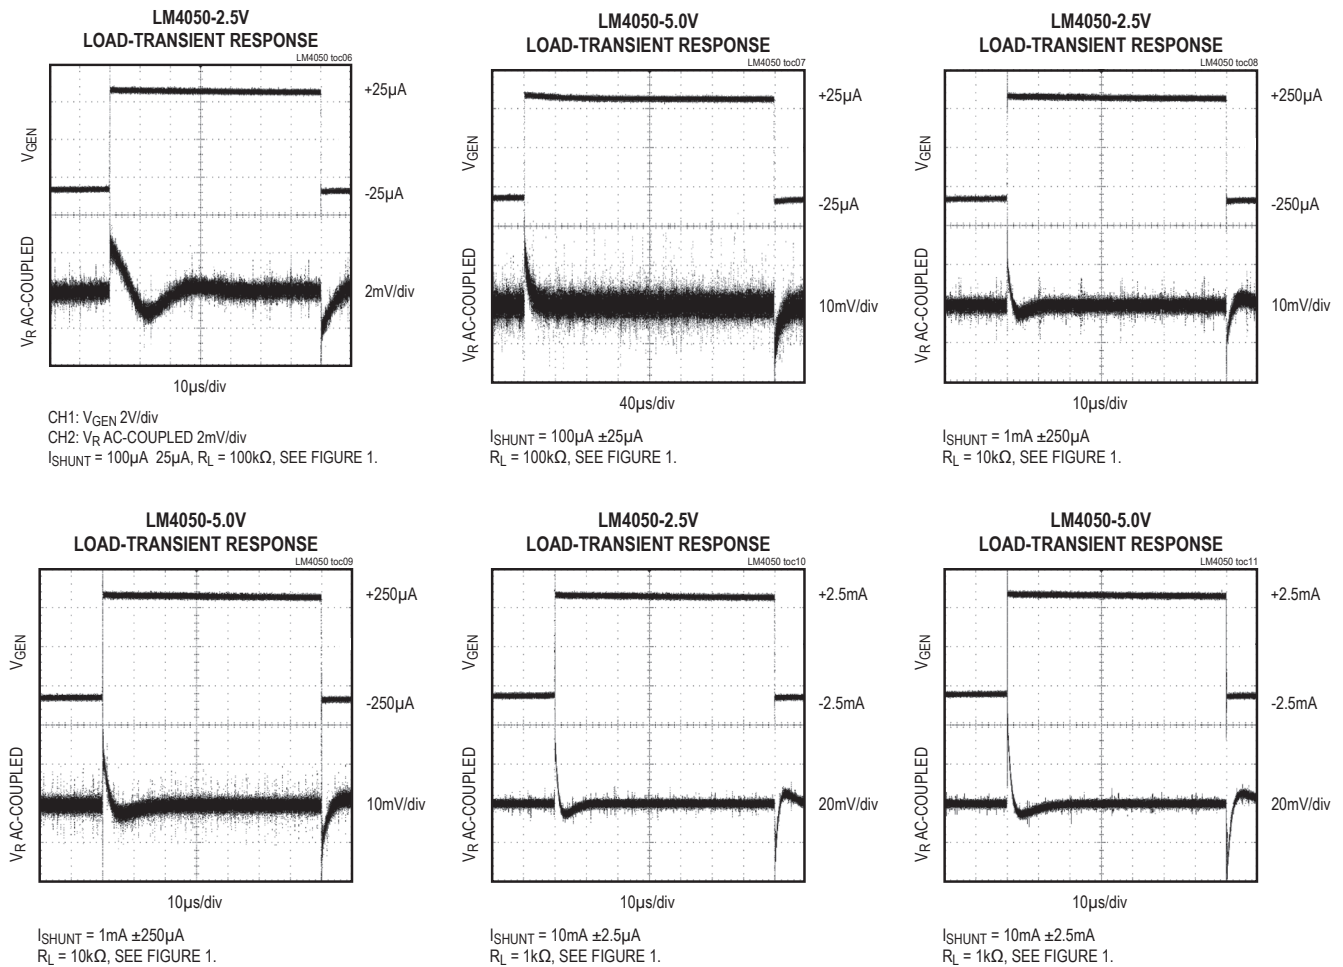 LM4050-2.5V
LOAD-TRANSIENT RESPONSE
LM4050 toc06
+25µA
VGEN
-25µA
VR AC-COUPLED
2mV/div
10µs/div
CH1: VGEN 2V/div
CH2: VR AC-COUPLED 2mV/div
ISHUNT = 100µA 25µA, RL = 100kΩ, SEE FIGURE 1.
LM4050-5.0V
LOAD-TRANSIENT RESPONSE
LM4050 toc07
+25µA
VGEN
-25µA
VR AC-COUPLED
10mV/div
40µs/div
ISHUNT = 100µA ±25µA
RL = 100kΩ, SEE FIGURE 1.
LM4050-2.5V
LOAD-TRANSIENT RESPONSE
LM4050 toc08
+250µA
VGEN
-250µA
VR AC-COUPLED
10mV/div
10µs/div
ISHUNT = 1mA ±250µA
RL = 10kΩ, SEE FIGURE 1.
LM4050-5.0V
LOAD-TRANSIENT RESPONSE
LM4050 toc09
+250µA
VGEN
-250µA
VR AC-COUPLED
10mV/div
10µs/div
ISHUNT = 1mA ±250µA
RL = 10kΩ, SEE FIGURE 1.
LM4050-2.5V
LOAD-TRANSIENT RESPONSE
LM4050 toc10
+2.5mA
VGEN
-2.5mA
VR AC-COUPLED
20mV/div
10µs/div
ISHUNT = 10mA ±2.5µA
RL = 1kΩ, SEE FIGURE 1.
LM4050-5.0V
LOAD-TRANSIENT RESPONSE
LM4050 toc11
+2.5mA
VGEN
-2.5mA
VR AC-COUPLED
20mV/div
10µs/div
ISHUNT = 10mA ±2.5mA
RL = 1kΩ, SEE FIGURE 1.